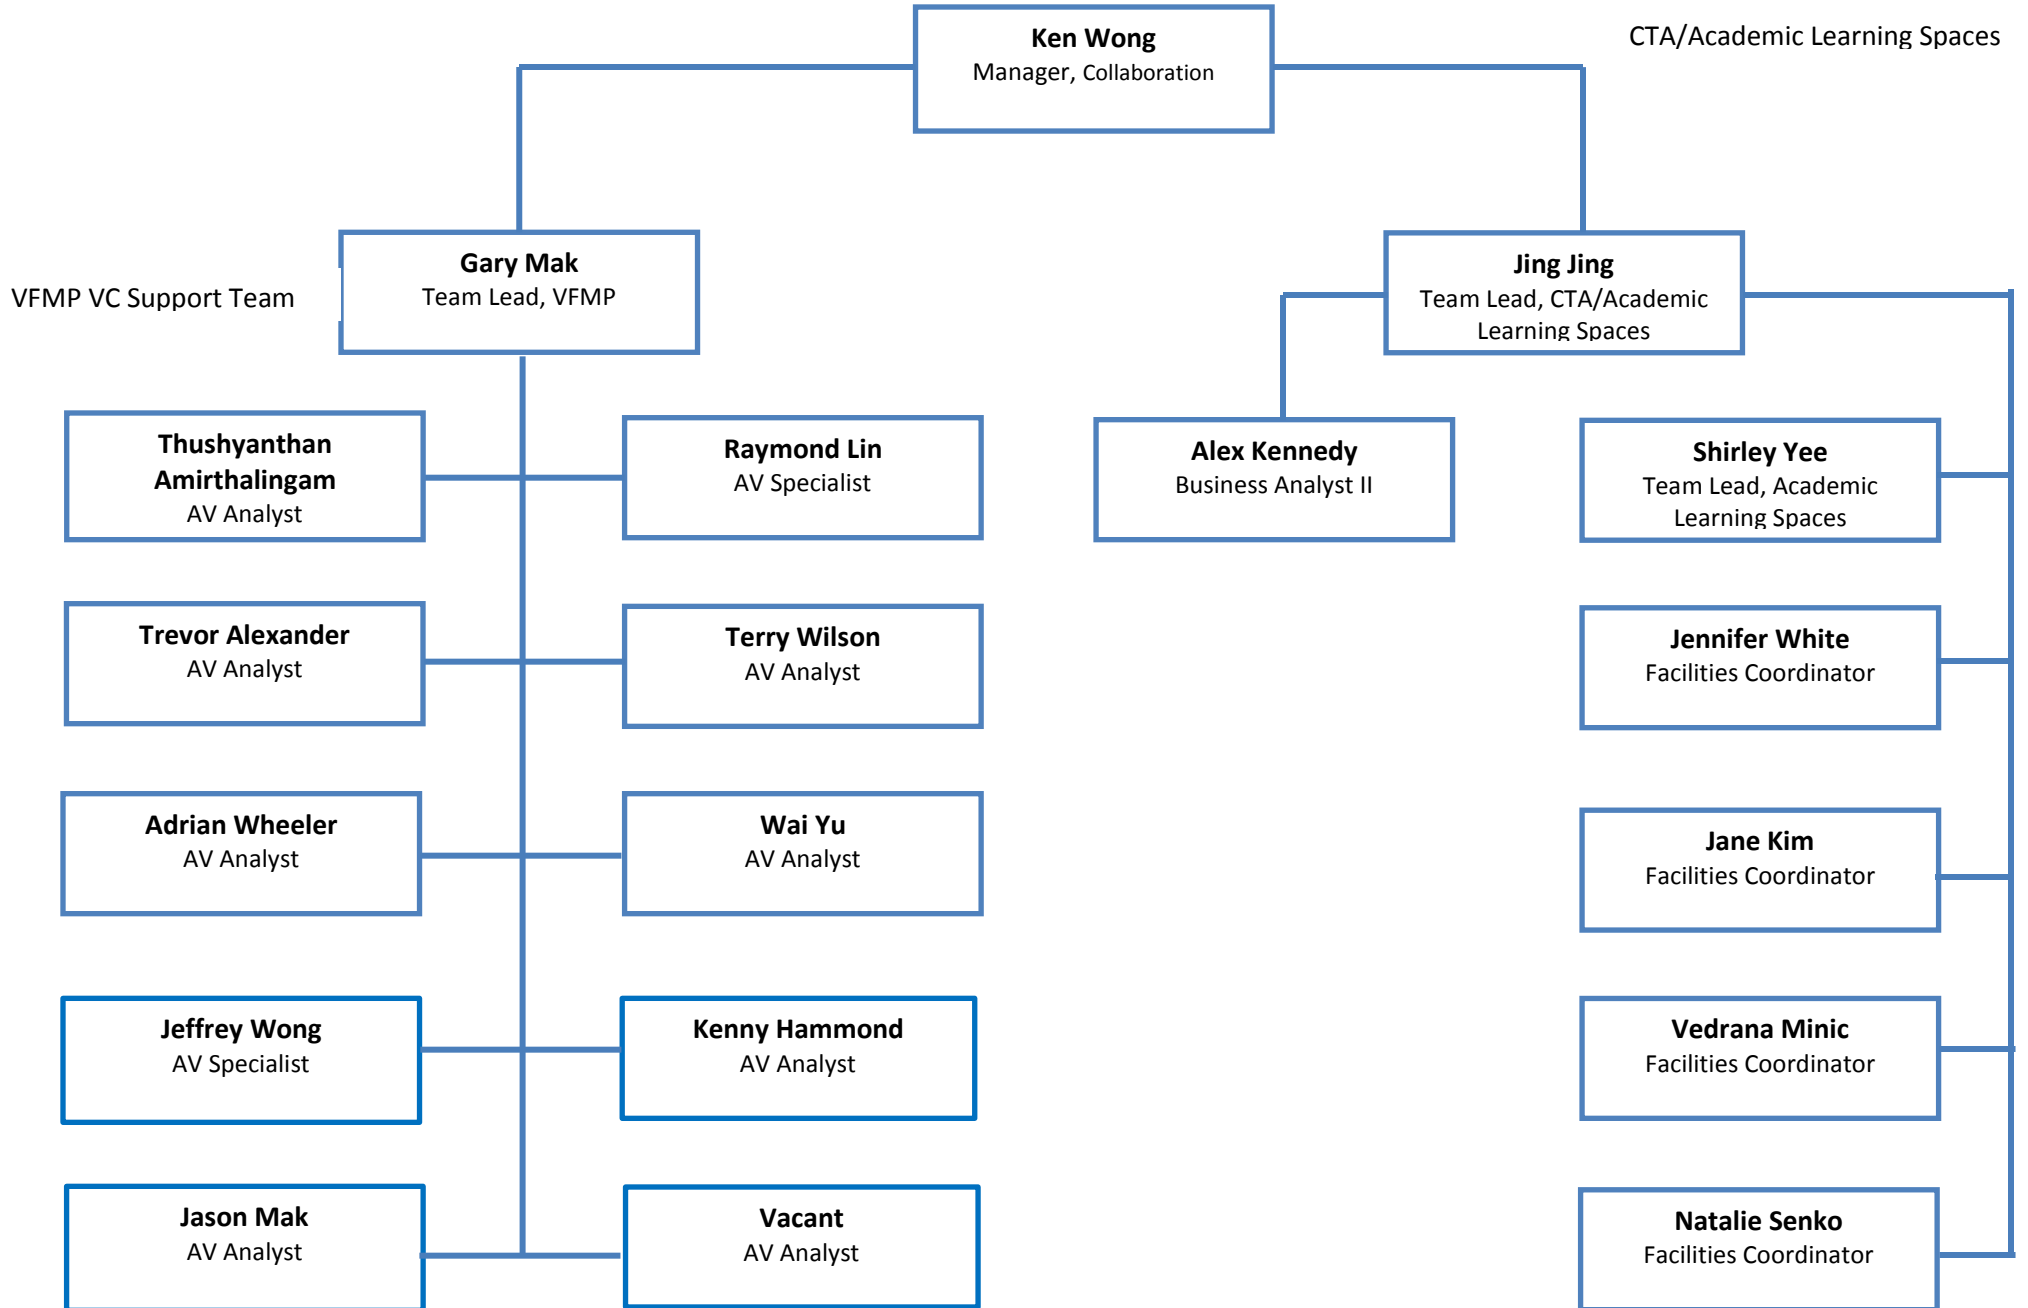 Ken Wong
Manager, Collaboration
CTA/Academic Learning Spaces
VFMP VC Support Team
Gary Mak
Team Lead, VFMP
Jing Jing
Team Lead, CTA/Academic
Learning Spaces
Thushyanthan
Amirthalingam
AV Analyst
Raymond Lin
AV Specialist
Alex Kennedy
Business Analyst II
Shirley Yee
Team Lead, Academic
Learning Spaces
Trevor Alexander
AV Analyst
Terry Wilson
AV Analyst
Jennifer White
Facilities Coordinator
Adrian Wheeler
AV Analyst
Wai Yu
AV Analyst
Jane Kim
Facilities Coordinator
Jeffrey Wong
AV Specialist
Kenny Hammond
AV Analyst
Vedrana Minic
Facilities Coordinator
Jason Mak
AV Analyst
Vacant
AV Analyst
Natalie Senko
Facilities Coordinator